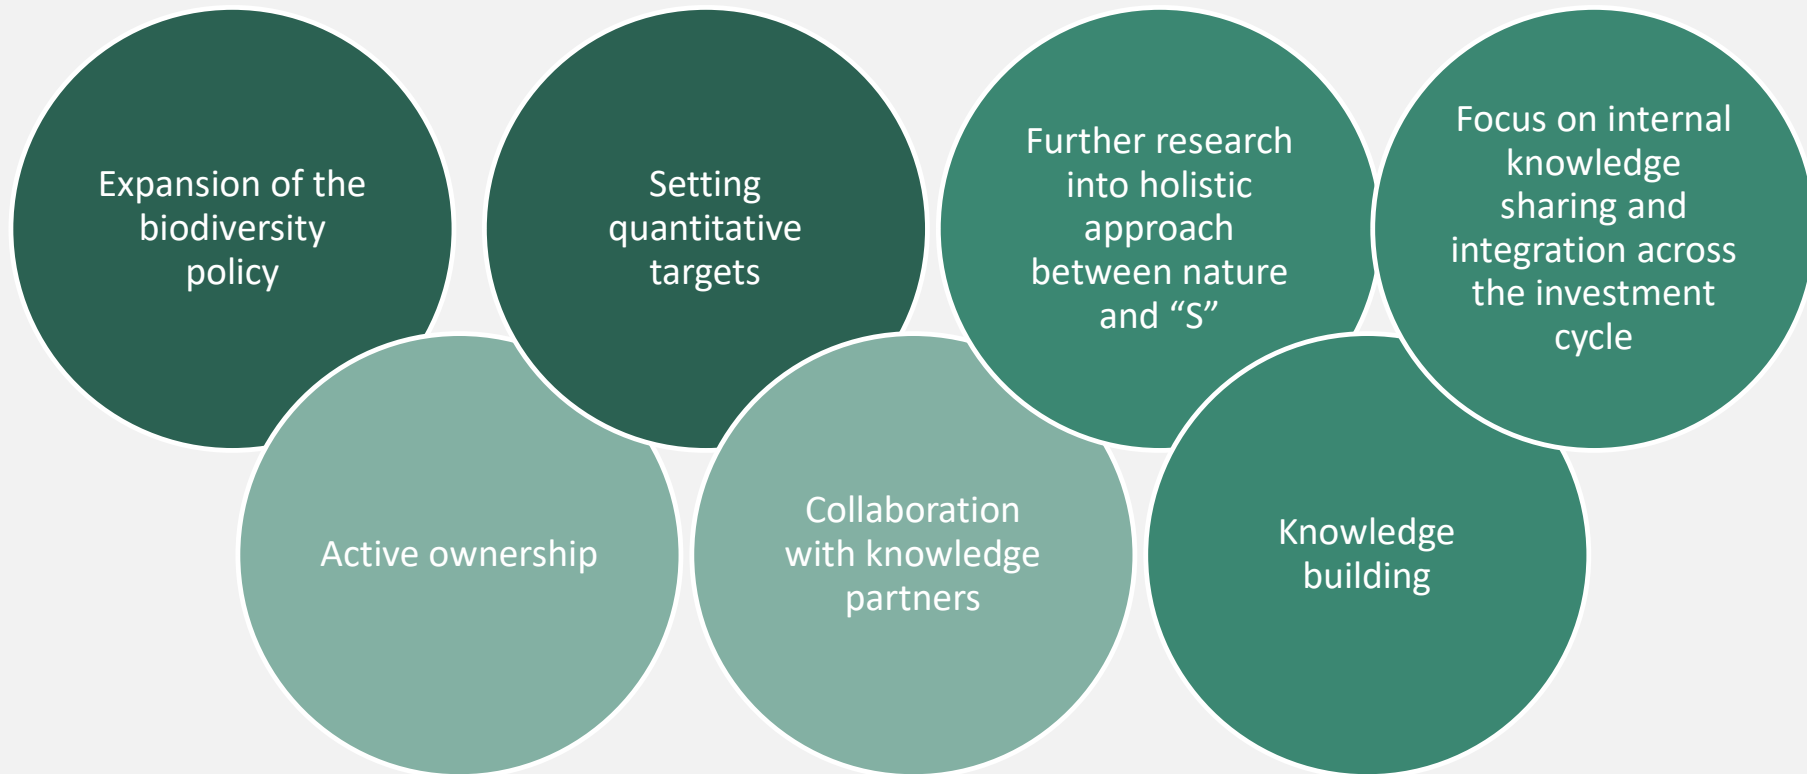 Expansion of the
biodiversity
policy
Setting
quantitative
targets
Further research
into holistic
approach
between nature
and “S”
Focus on internal
knowledge
sharing and
integration across
the investment
cycle
Active ownership
Collaboration
with knowledge
partners
Knowledge
building